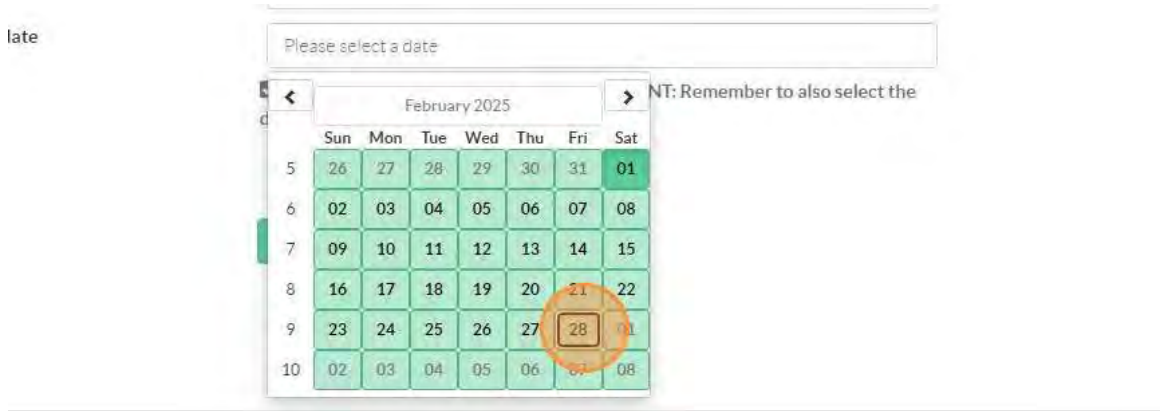 late
Please select a date
NT: Remember to also select the
d
February 2025
Sun Mon Tue Wed Thu Fri Sat
5 26 27 28 29 30 31 01
6 02 03 04 05 06 07 08
7 09 10 11 12 13 14 15
8 16 17 18 19 20 21 22
9 23 24 25 26 27 28 01
10 02 03 04 05 06 07 08